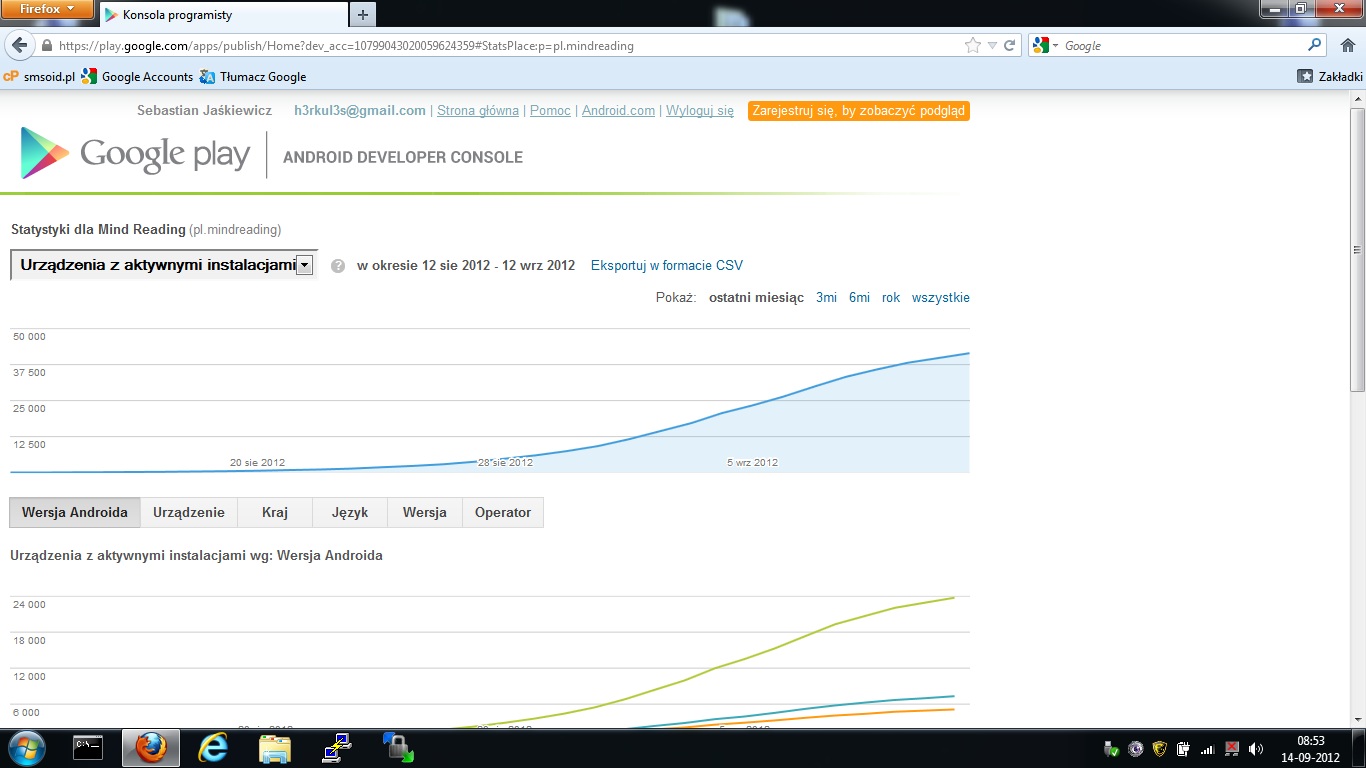 Firefox
Konsola programisty
https://play.google.com/apps/publish/Home?dev_acc=10799043020059624359#StatsPlace:p=pl.mindreading
Google
smsoid.pl Google Accounts Tłumacz Google
Zakładki
Sebastian Jaśkiewicz h3rkul3s@gmail.com | Strona główna | Pomoc | Android.com | Wyloguj się Zarejestruj się, by zobaczyć podgląd
Google play ANDROID DEVELOPER CONSOLE
Statystyki dla Mind Reading (pl.mindreading)
Urządzenia z aktywnymi instalacjami ? w okresie 12 sie 2012 - 12 wrz 2012 Eksportuj w formacie CSV
Pokaż: ostatni miesiąc 3mi 6mi rok wszystkie
50 000
37 500
25 000
12 500
20 sie 2012 28 sie 2012 5 wrz 2012
Wersja Androida Urządzenie Kraj Język Wersja Operator
Urządzenia z aktywnymi instalacjami wg: Wersja Androida
24 000
18 000
12 000
6 000
08:53
14-09-2012